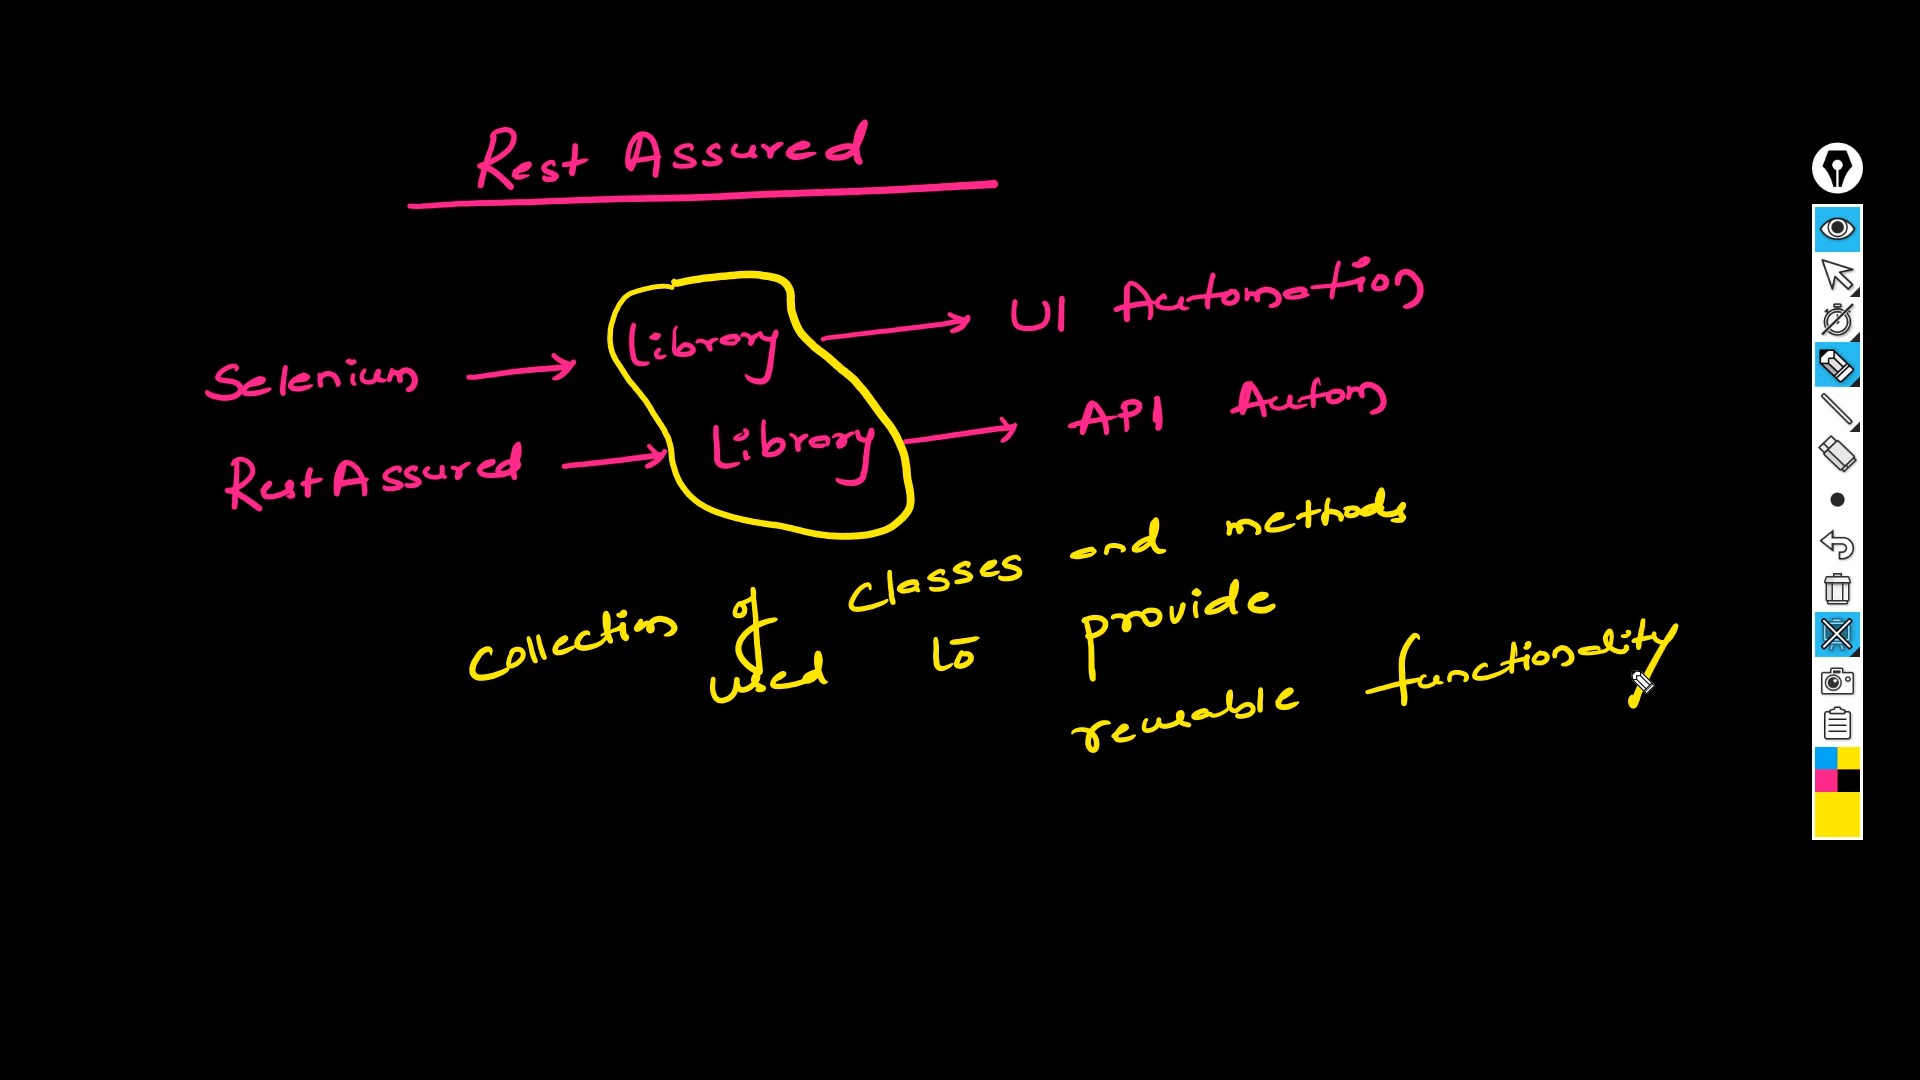 Rest Assured
Selenium → Library → UI Automation
RestAssured → Library → API Autom
Collection of classes and methods
used to provide
reusable functionality